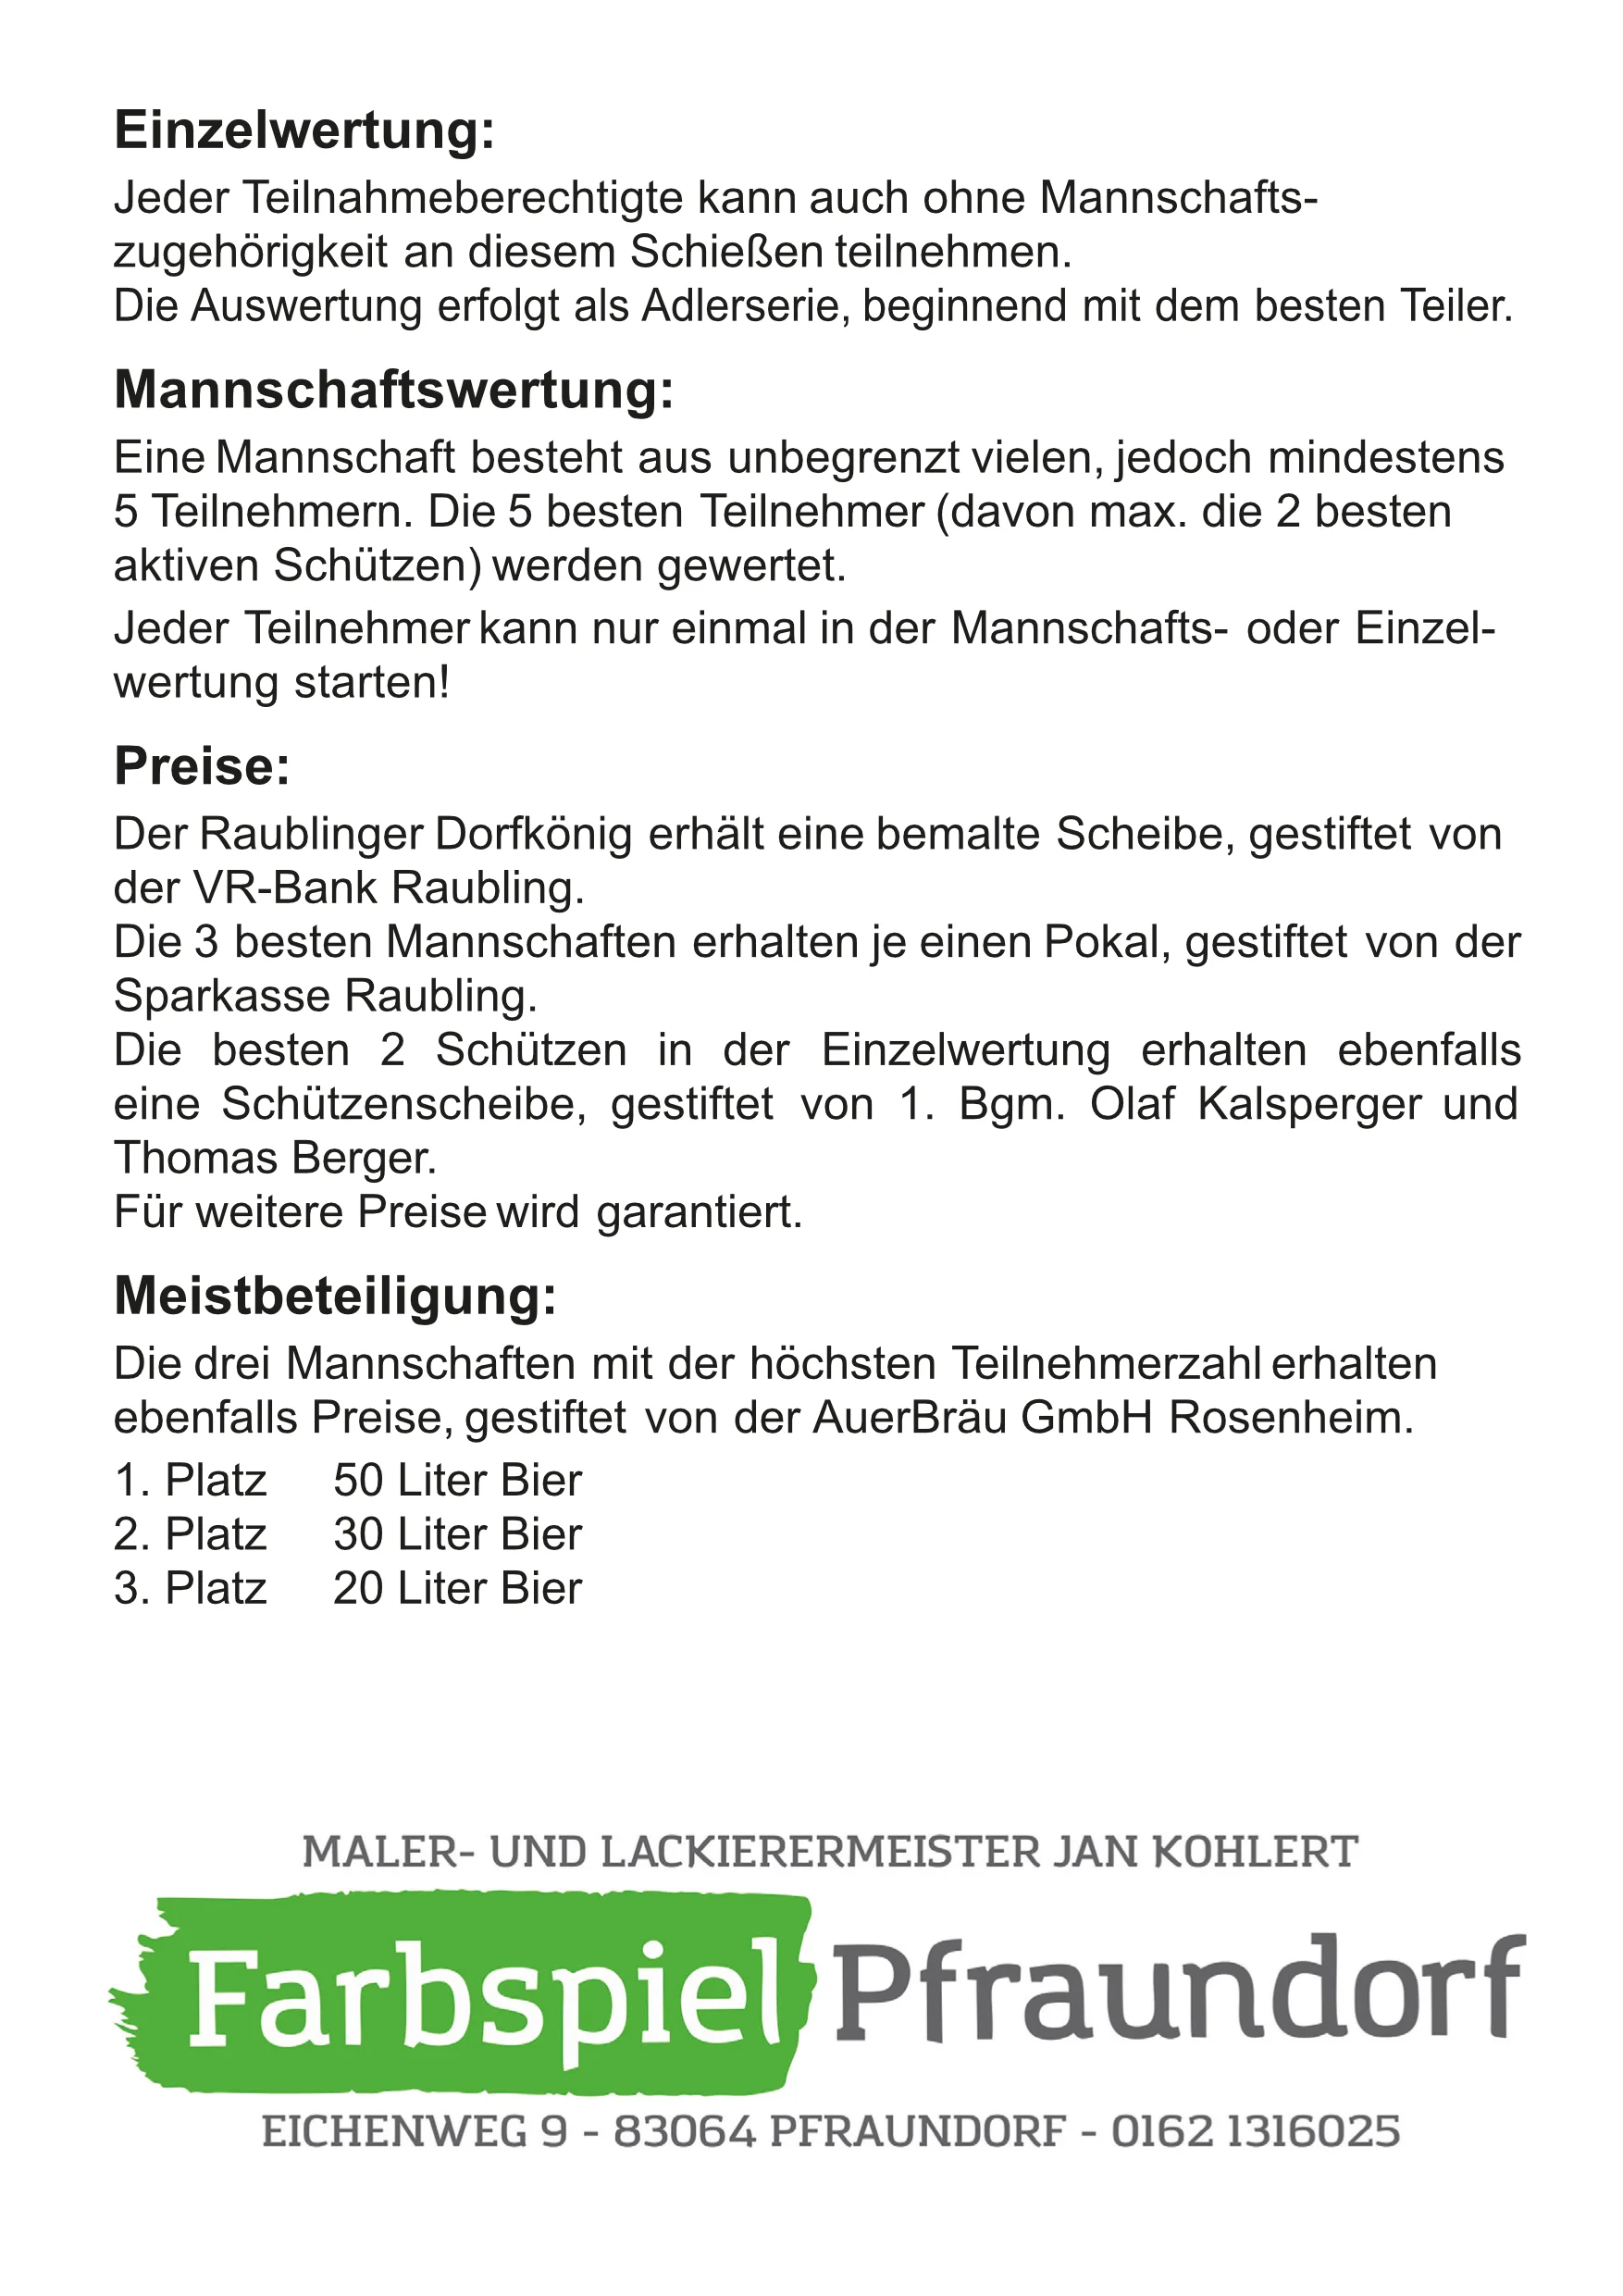 Einzelwertung:
Jeder Teilnahmeberechtigte kann auch ohne Mannschafts-
zugehörigkeit an diesem Schießen teilnehmen.
Die Auswertung erfolgt als Adlerserie, beginnend mit dem besten Teiler.
Mannschaftswertung:
Eine Mannschaft besteht aus unbegrenzt vielen, jedoch mindestens
5 Teilnehmern. Die 5 besten Teilnehmer (davon max. die 2 besten
aktiven Schützen) werden gewertet.
Jeder Teilnehmer kann nur einmal in der Mannschafts- oder Einzel-
wertung starten!
Preise:
Der Raublinger Dorfkönig erhält eine bemalte Scheibe, gestiftet von
der VR-Bank Raubling.
Die 3 besten Mannschaften erhalten je einen Pokal, gestiftet von der
Sparkasse Raubling.
Die besten 2 Schützen in der Einzelwertung erhalten ebenfalls
eine Schützenscheibe, gestiftet von 1. Bgm. Olaf Kalsperger und
Thomas Berger.
Für weitere Preise wird garantiert.
Meistbeteiligung:
Die drei Mannschaften mit der höchsten Teilnehmerzahl erhalten
ebenfalls Preise, gestiftet von der AuerBräu GmbH Rosenheim.
1. Platz 50 Liter Bier
2. Platz 30 Liter Bier
3. Platz 20 Liter Bier
MALER- UND LACKIERERMEISTER JAN KOHLERT
Farbspiel Pfraundorf
EICHENWEG 9 - 83064 PFRAUNDORF - 0162 1316025